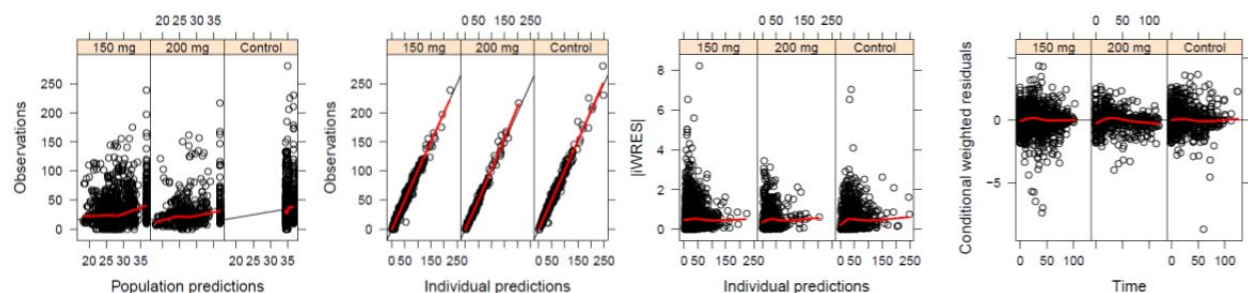 20 25 30 35
150 mg 200 mg Control
250
200
150
100
50
0
Observations
20 25 30 35 20 25 30 35
Population predictions
0 50 150 250
150 mg 200 mg Control
250
200
150
100
50
0
Observations
0 50 150 250 0 50 150 250
Individual predictions
0 50 150 250
150 mg 200 mg Control
8
6
4
2
0
|iWRES|
0 50 150 250 0 50 150 250
Individual predictions
0 50 100
150 mg 200 mg Control
0
−5
Conditional weighted residuals
0 50 100 0 50 100
Time